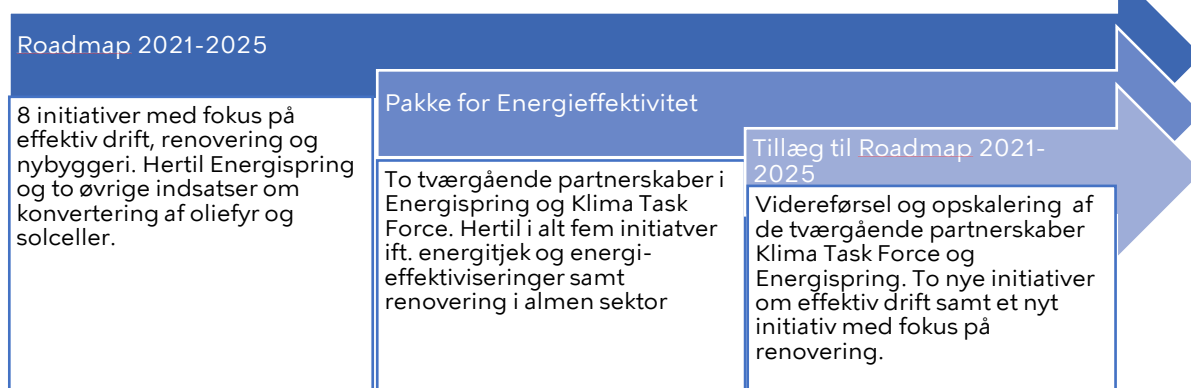 Roadmap 2021-2025
8 initiativer med fokus på
effektiv drift, renovering og
nybyggeri. Hertil Energispring
og to øvrige indsatser om
konvertering af oliefyr og
solceller.
Pakke for Energieffektivitet
To tværgående partnerskaber i
Energispring og Klima Task
Force. Hertil i alt fem initiatver
ift. energitjek og energi-
effektiviseringer samt
renovering i almen sektor
Tillæg til Roadmap 2021-
2025
Videreførsel og opskalering af
de tværgående partnerskaber
Klima Task Force og
Energispring. To nye initiativer
om effektiv drift samt et nyt
initiativ med fokus på
renovering.